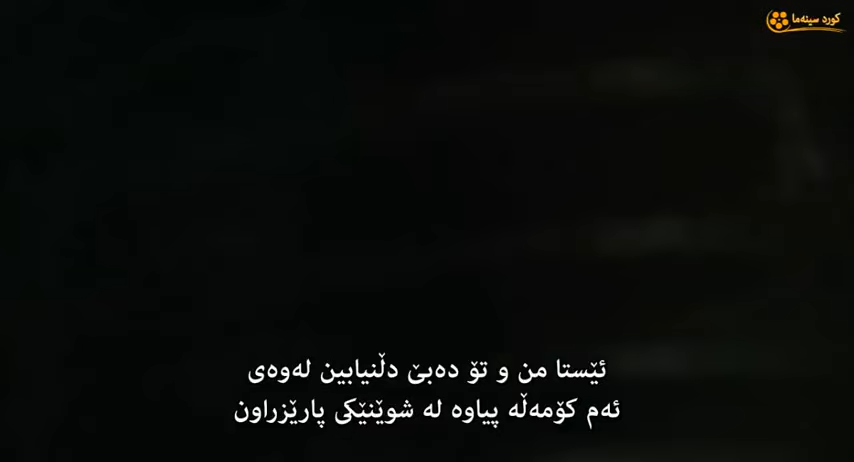 کورد سینەما
ئێستا من و تۆ دەبێ دڵنیابین لەوەی
ئەم کۆمەڵە پیاوە لە شوێنێکی پارێزراون